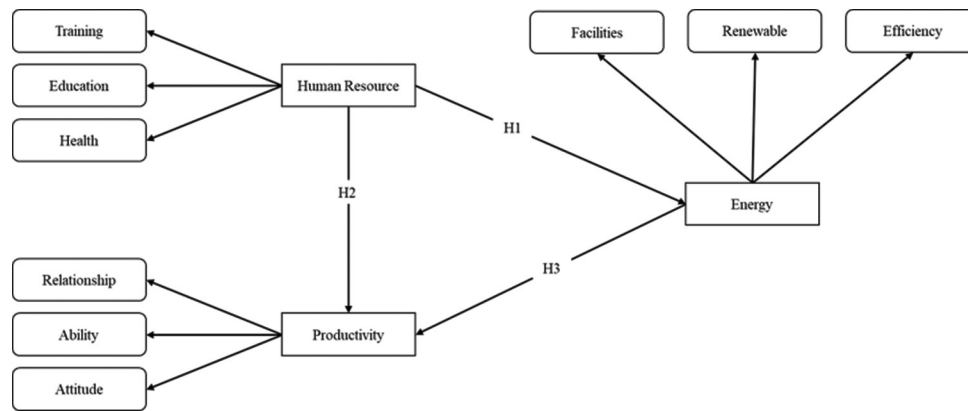 Training
Education
Health
Human Resource
Facilities
Renewable
Efficiency
H1
H2
Energy
H3
Relationship
Ability
Attitude
Productivity